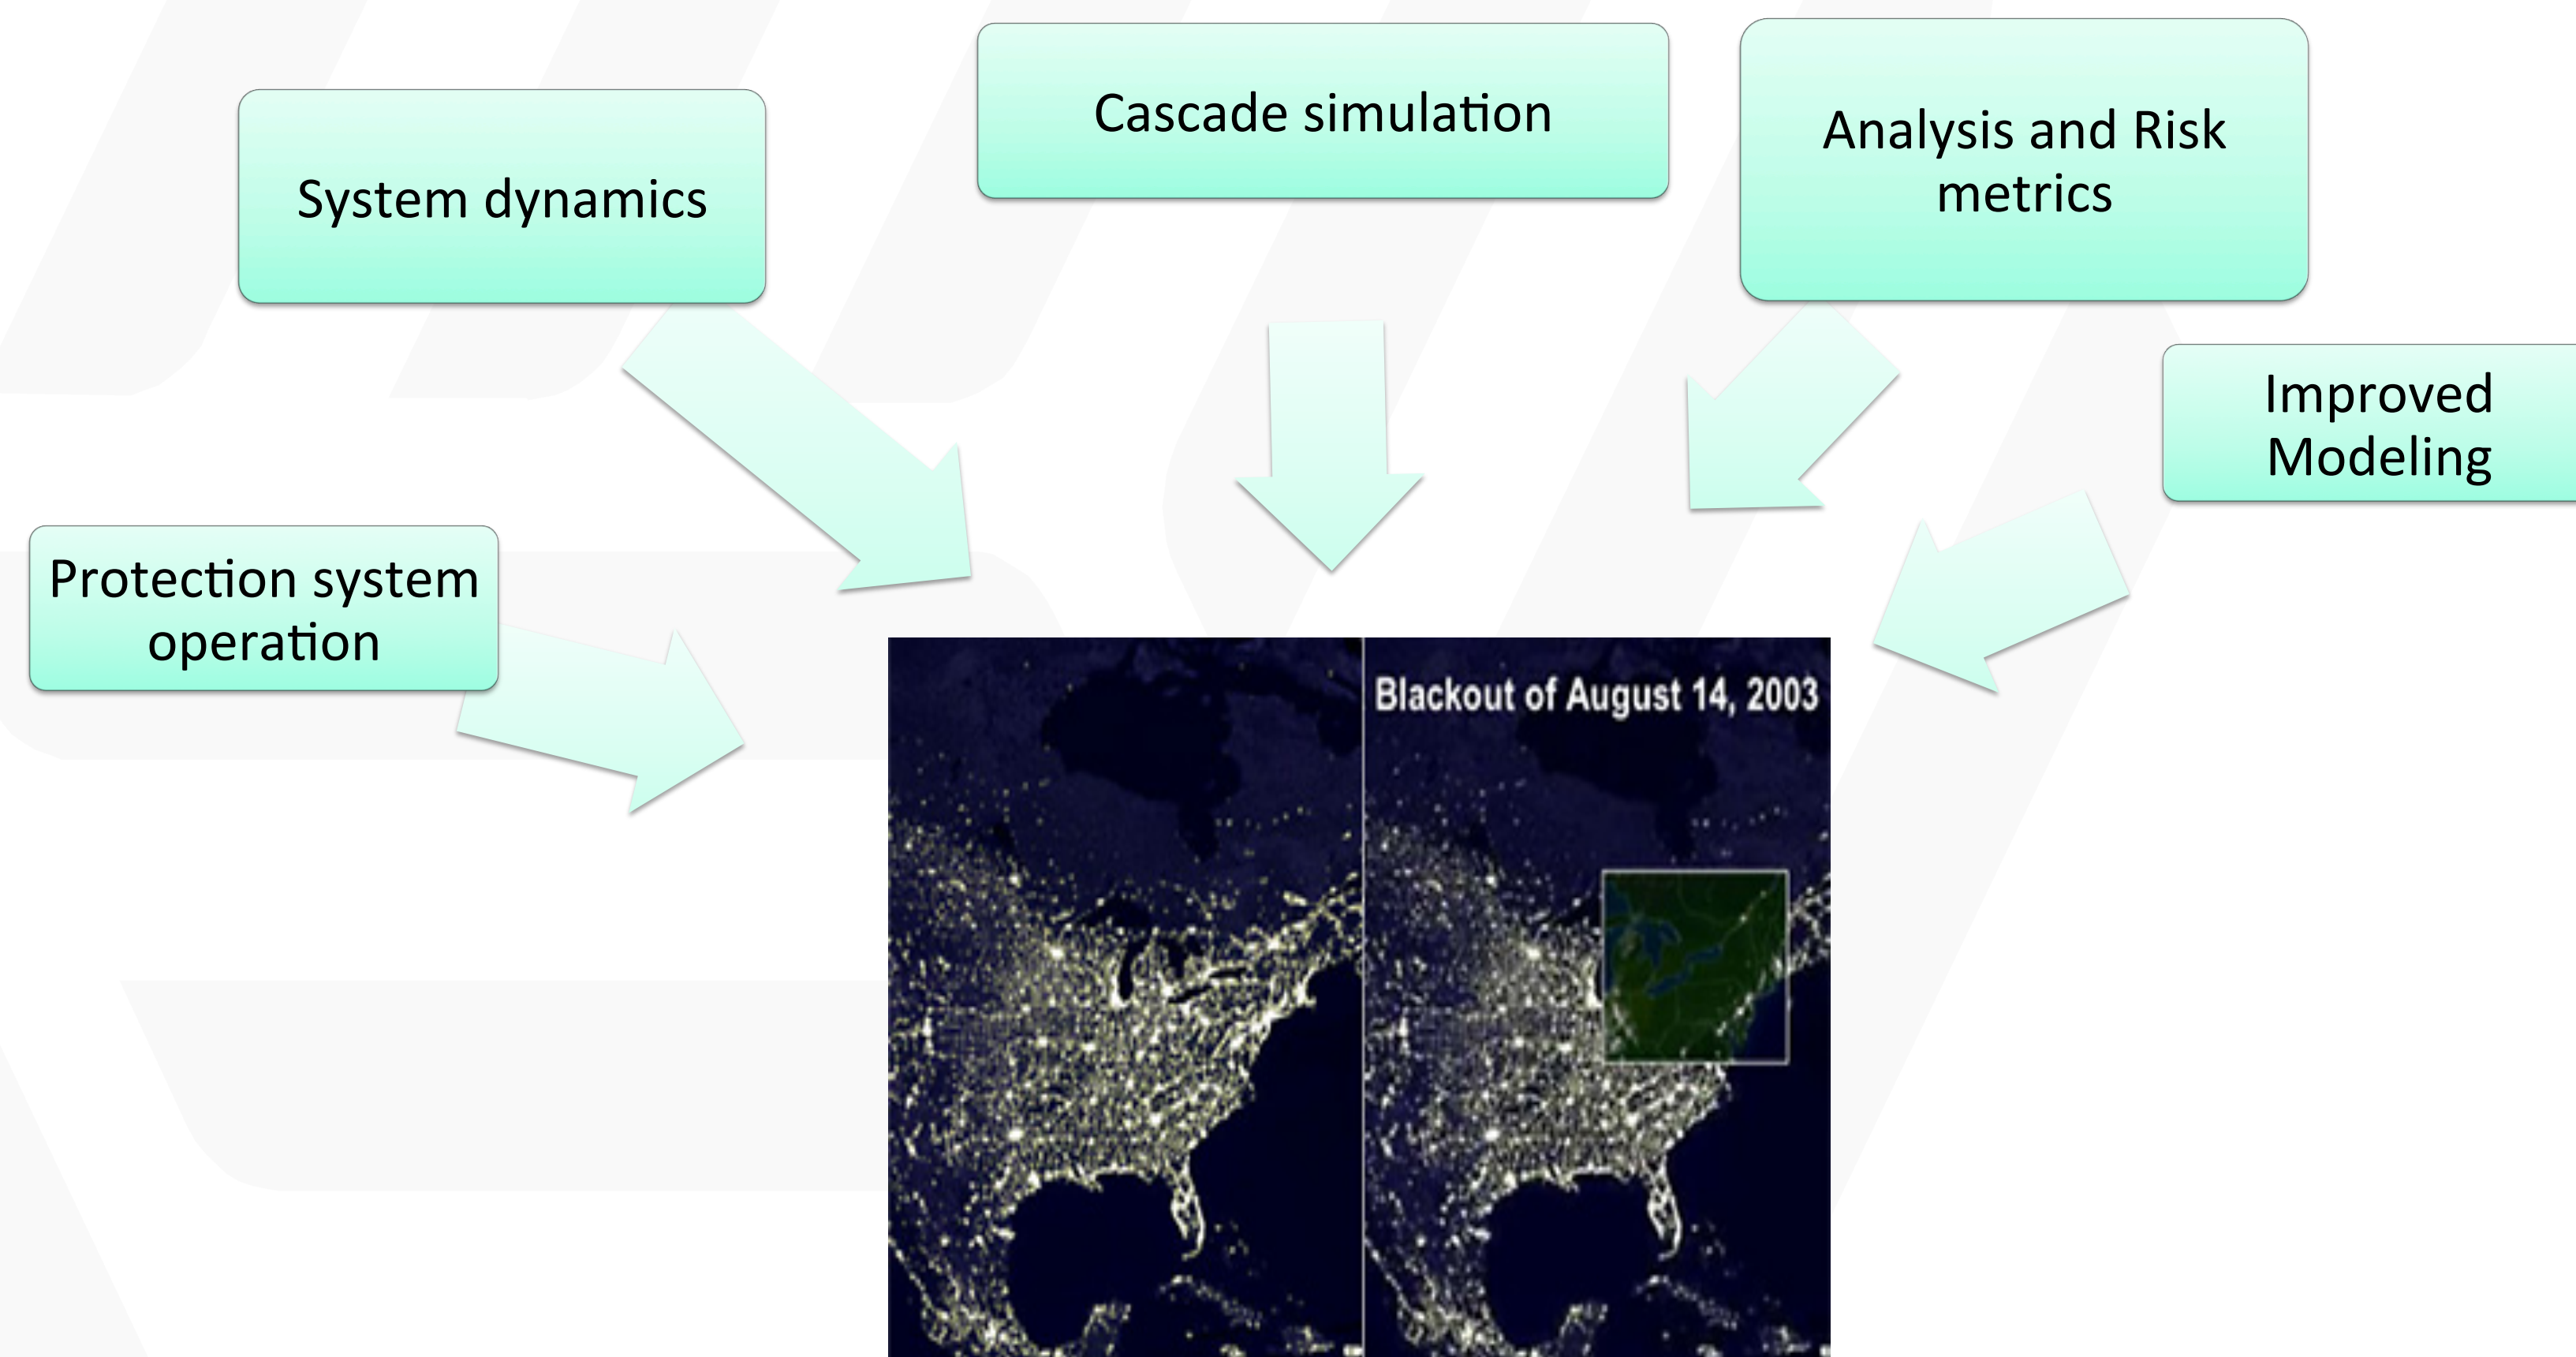 System dynamics
Cascade simulation
Analysis and Risk
metrics
Improved
Modeling
Protection system
operation
Blackout of August 14, 2003